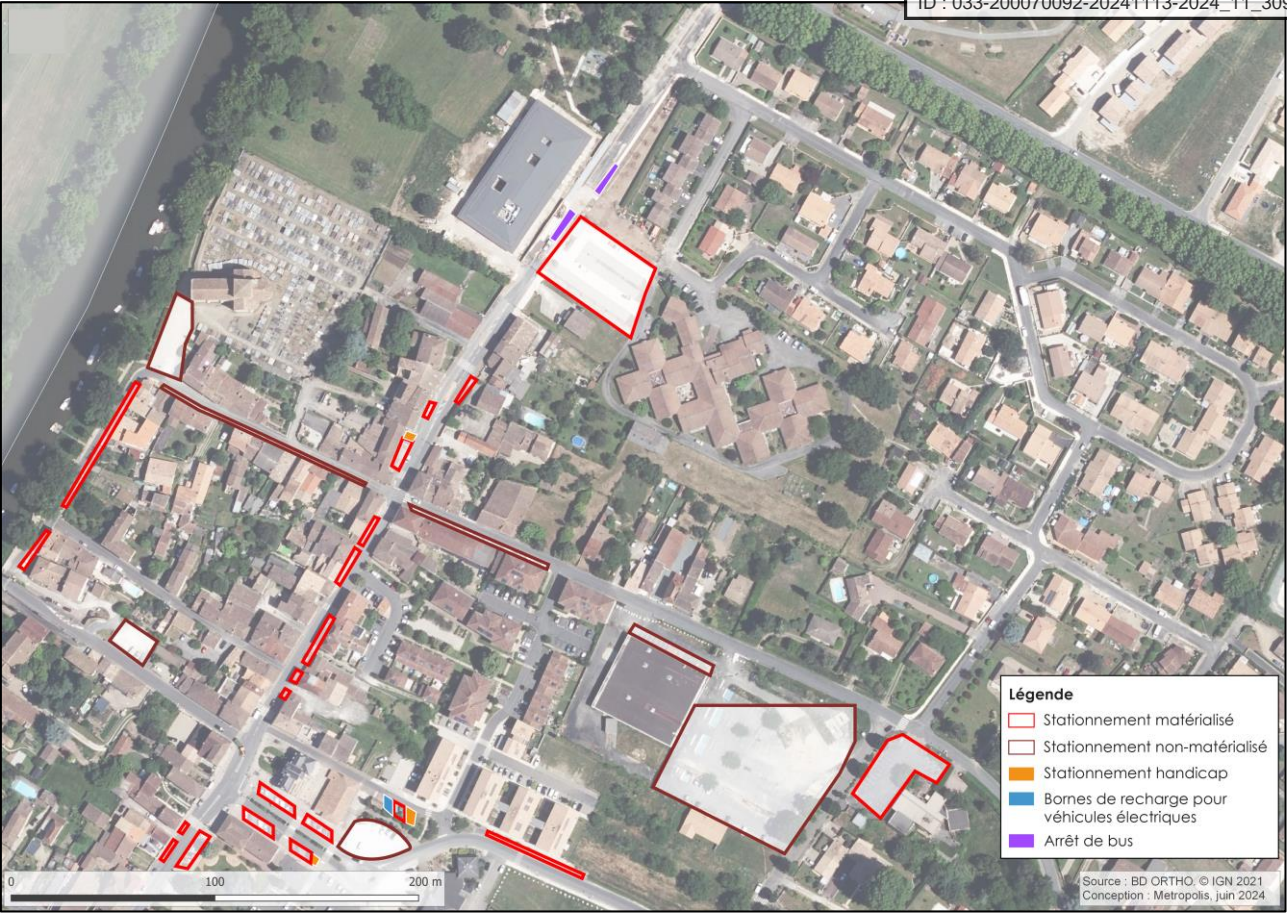 ID : 033-200070092-20241113-2024_11_309
Légende
Stationnement matérialisé
Stationnement non-matérialisé
Stationnement handicap
Bornes de recharge pour
véhicules électriques
Arrêt de bus
0 100 200 m
Source : BD ORTHO, © IGN 2021
Conception : Metropolis, juin 2024